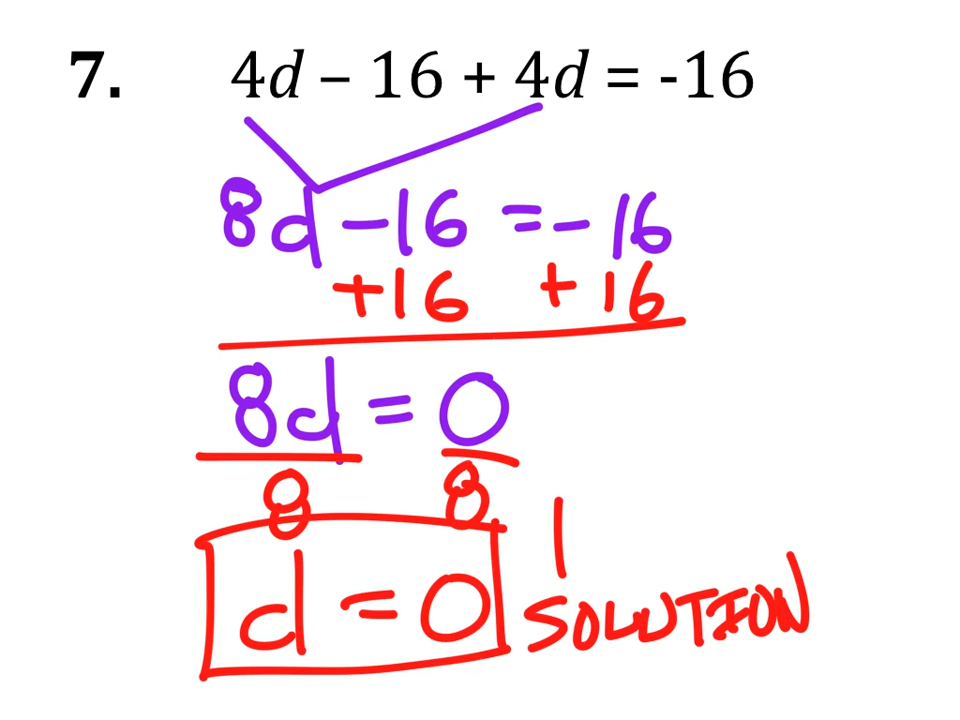 7. 4d – 16 + 4d = -16
8d -16 = -16
+16 +16
8d = 0
8 8
d = 0 1
SOLUTION